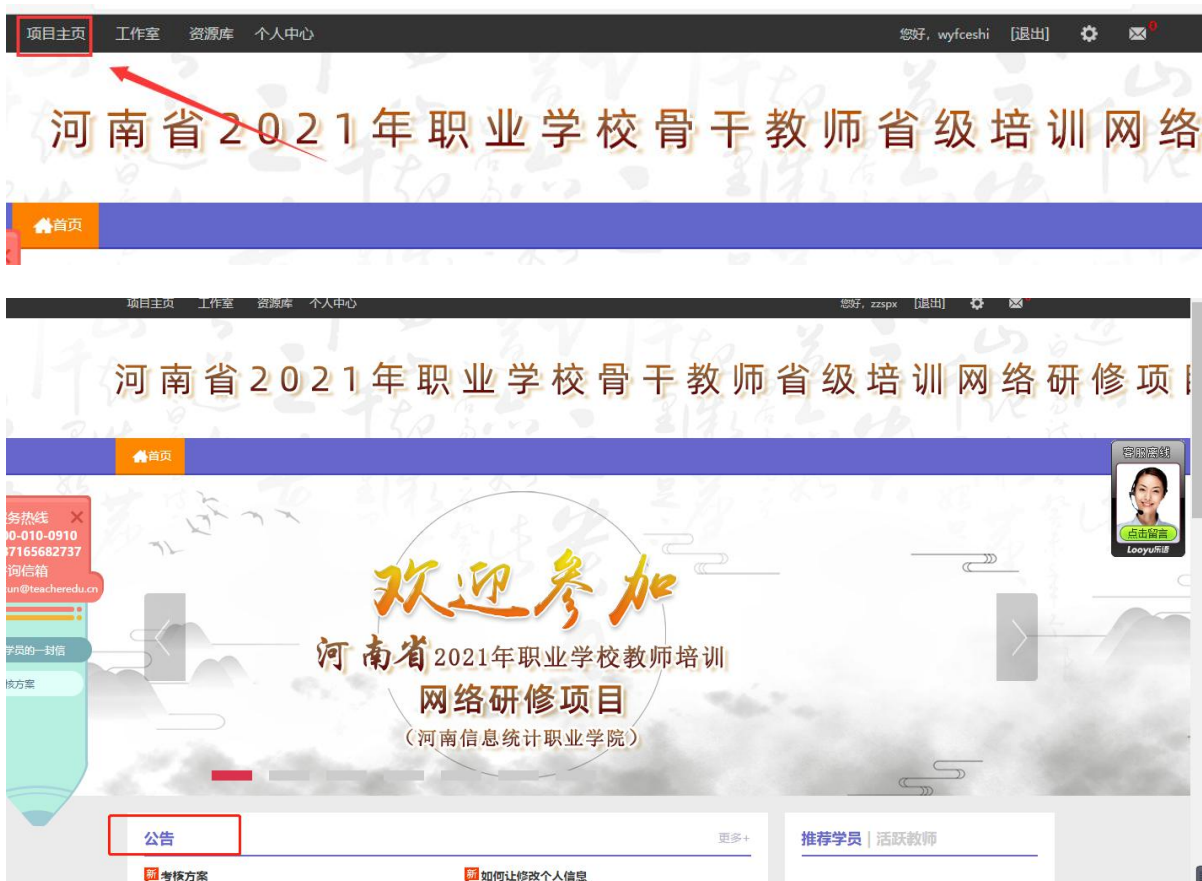 项目主页 工作室 资源库 个人中心 您好，wyfceshi [退出] 0
河南省2021年职业学校骨干教师省级培训网络
首页
项目主页 工作室 资源库 个人中心 您好，zzspx [退出]
河南省2021年职业学校骨干教师省级培训网络研修项
首页
客服离线
点击留言
Looyu乐语
务热线
00-010-0910
37165682737
询信箱
un@teacheredu.cn
学员的一封信
核方案
欢迎参加
河南省2021年职业学校教师培训
网络研修项目
（河南信息统计职业学院）
公告 更多+ 推荐学员|活跃教师
新 考核方案 新 如何让修改个人信息